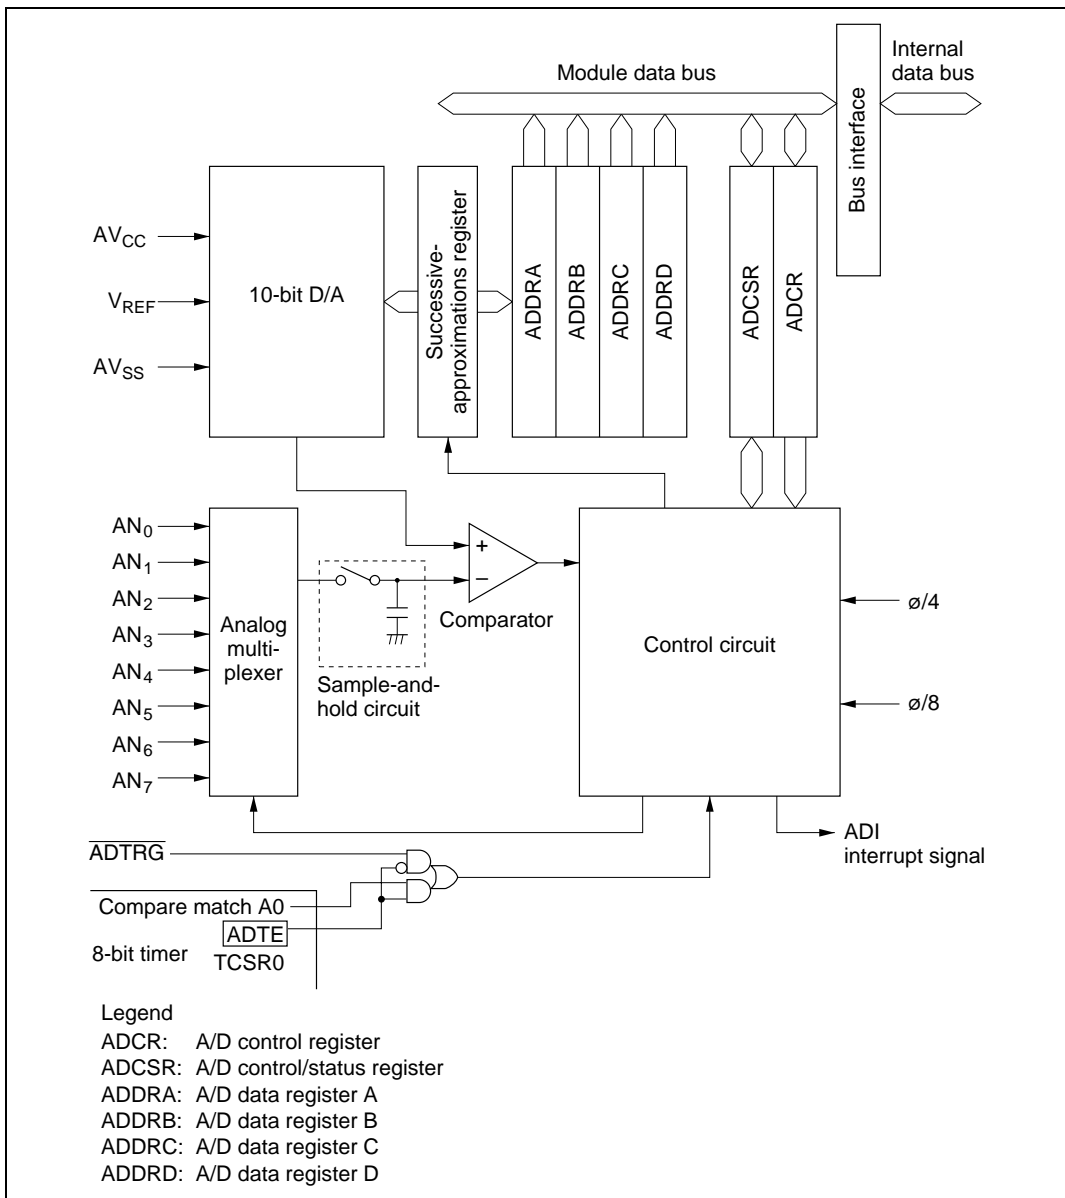 Internal
data bus
Module data bus
Bus interface
AVCC
VREF
AVSS
10-bit D/A
Successive-
approximations register
ADDRA
ADDRB
ADDRC
ADDRD
ADCSR
ADCR
AN0
AN1
AN2
AN3
AN4
AN5
AN6
AN7
Analog
multi-
plexer
Sample-and-
hold circuit
+
−
Comparator
Control circuit
ø/4
ø/8
ADI
interrupt signal
ADTRG
Compare match A0
ADTE
8-bit timer
TCSR0
Legend
ADCR: A/D control register
ADCSR: A/D control/status register
ADDRA: A/D data register A
ADDRB: A/D data register B
ADDRC: A/D data register C
ADDRD: A/D data register D